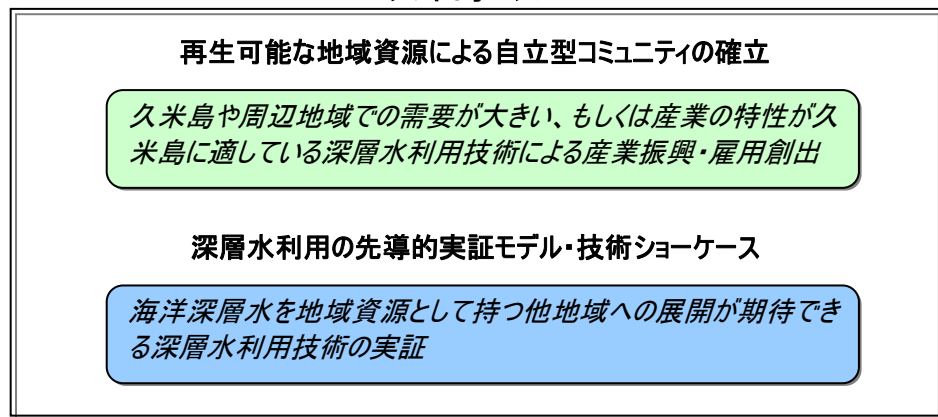 再生可能な地域資源による自立型コミュニティの確立
久米島や周辺地域での需要が大きい、もしくは産業の特性が久
米島に適している深層水利用技術による産業振興・雇用創出
深層水利用の先導的実証モデル・技術ショーケース
海洋深層水を地域資源として持つ他地域への展開が期待でき
る深層水利用技術の実証